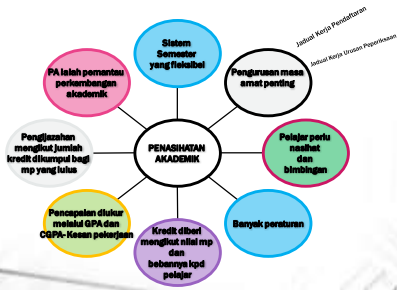 Jadual Kerja Pendaftaran
Jadual Kerja Urusan Peperiksaan
Sistem
Semester
yang fleksibel
Pengurusan masa
amat penting
Pelajar perlu
nasihat
dan
bimbingan
Banyak peraturan
Kredit diberi
mengikut nilai mp
dan
bebannya kpd
pelajar
Pencapaian diukur
melalui GPA dan
CGPA- Kesan pekerjaan
Pengijazahan
mengikut jumlah
kredit dikumpul bagi
mp yang lulus
PA ialah pemantau
perkembangan
akademik
PENASIHATAN
AKADEMIK